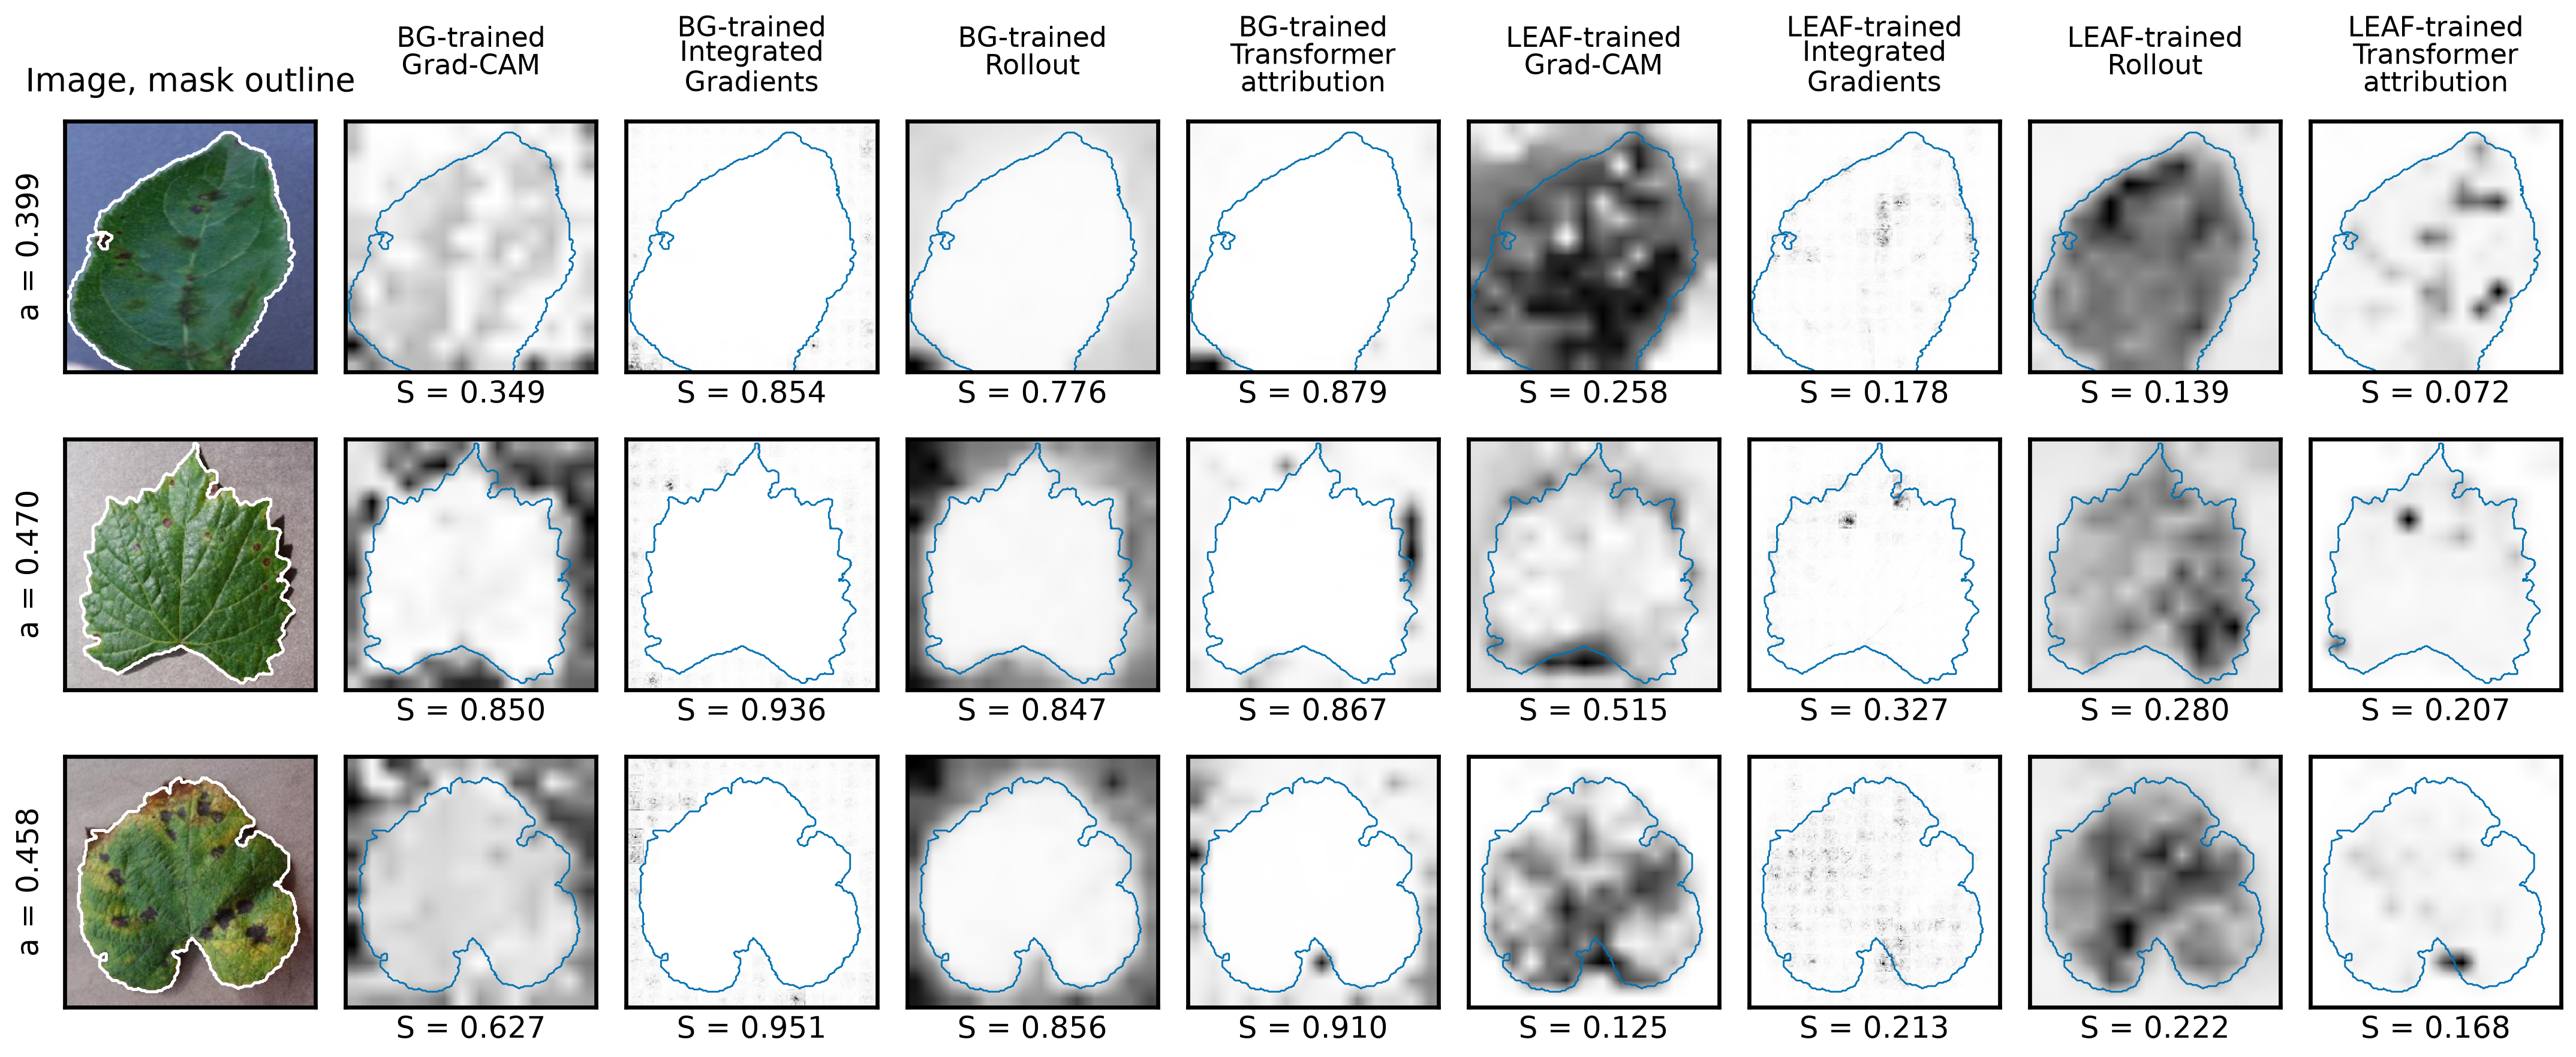 Image, mask outline
BG-trained
Grad-CAM
BG-trained
Integrated
Gradients
BG-trained
Rollout
BG-trained
Transformer
attribution
LEAF-trained
Grad-CAM
LEAF-trained
Integrated
Gradients
LEAF-trained
Rollout
LEAF-trained
Transformer
attribution
a = 0.399
S = 0.349
S = 0.854
S = 0.776
S = 0.879
S = 0.258
S = 0.178
S = 0.139
S = 0.072
a = 0.470
S = 0.850
S = 0.936
S = 0.847
S = 0.867
S = 0.515
S = 0.327
S = 0.280
S = 0.207
a = 0.458
S = 0.627
S = 0.951
S = 0.856
S = 0.910
S = 0.125
S = 0.213
S = 0.222
S = 0.168